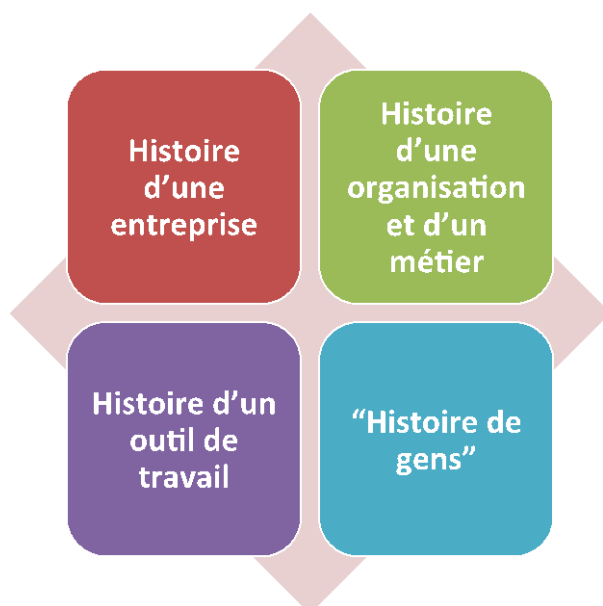 Histoire
d’une
entreprise
Histoire
d’une
organisation
et d’un
métier
Histoire d’un
outil de
travail
“Histoire de
gens”